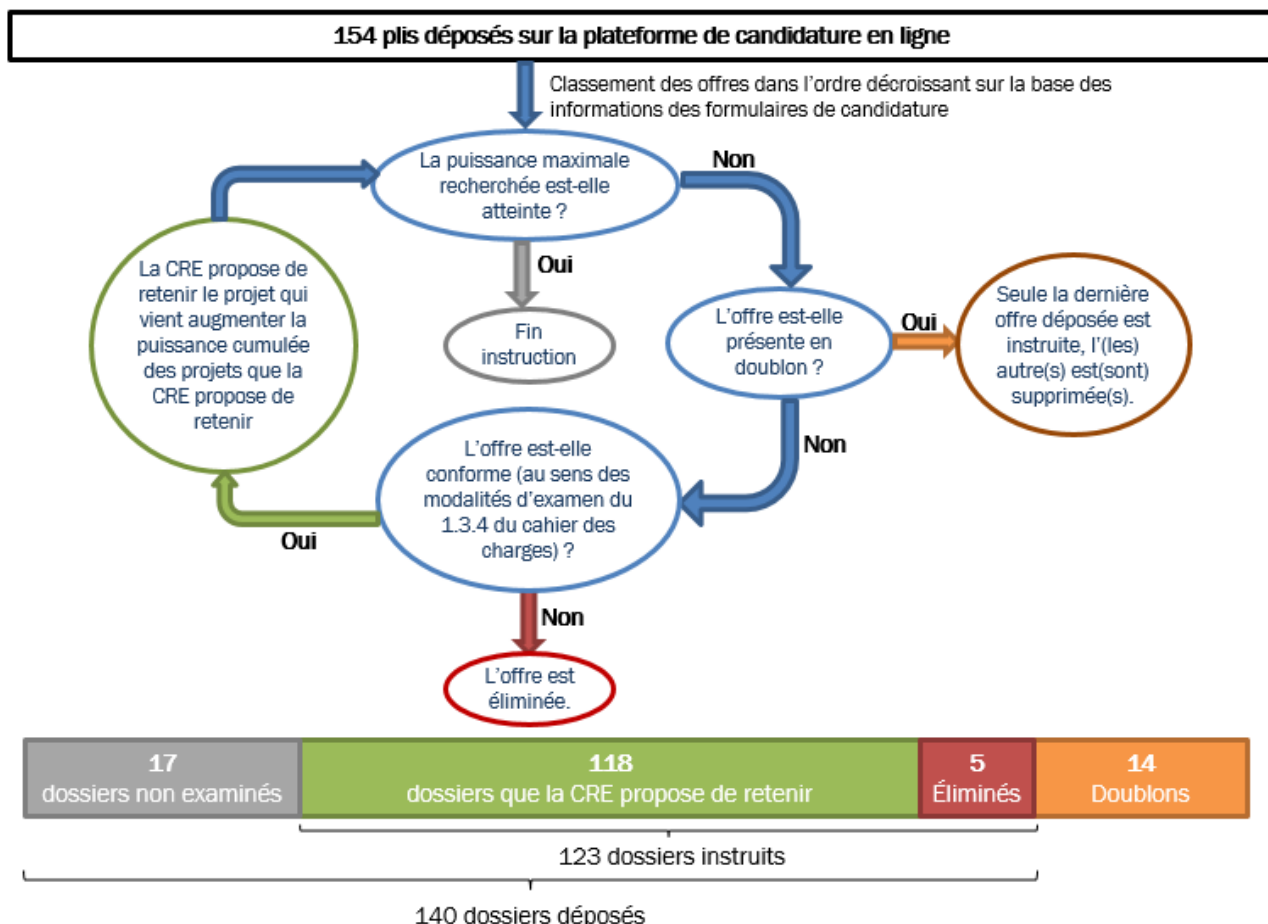 154 plis déposés sur la plateforme de candidature en ligne
Classement des offres dans l'ordre décroissant sur la base des
informations des formulaires de candidature
La puissance maximale
recherchée est-elle
atteinte ?
Non
Oui
Fin
instruction
La CRE propose de
retenir le projet qui
vient augmenter la
puissance cumulée
des projets que la
CRE propose de
retenir
L'offre est-elle
présente en
doublon ?
Oui
Seule la dernière
offre déposée est
instruite, l'(les)
autre(s) est(sont)
supprimée(s).
Non
L'offre est-elle
conforme (au sens des
modalités d'examen du
1.3.4 du cahier des
charges) ?
Oui
Non
L'offre est
éliminée.
17
dossiers non examinés
118
dossiers que la CRE propose de retenir
5
Éliminés
14
Doublons
123 dossiers instruits
140 dossiers déposés